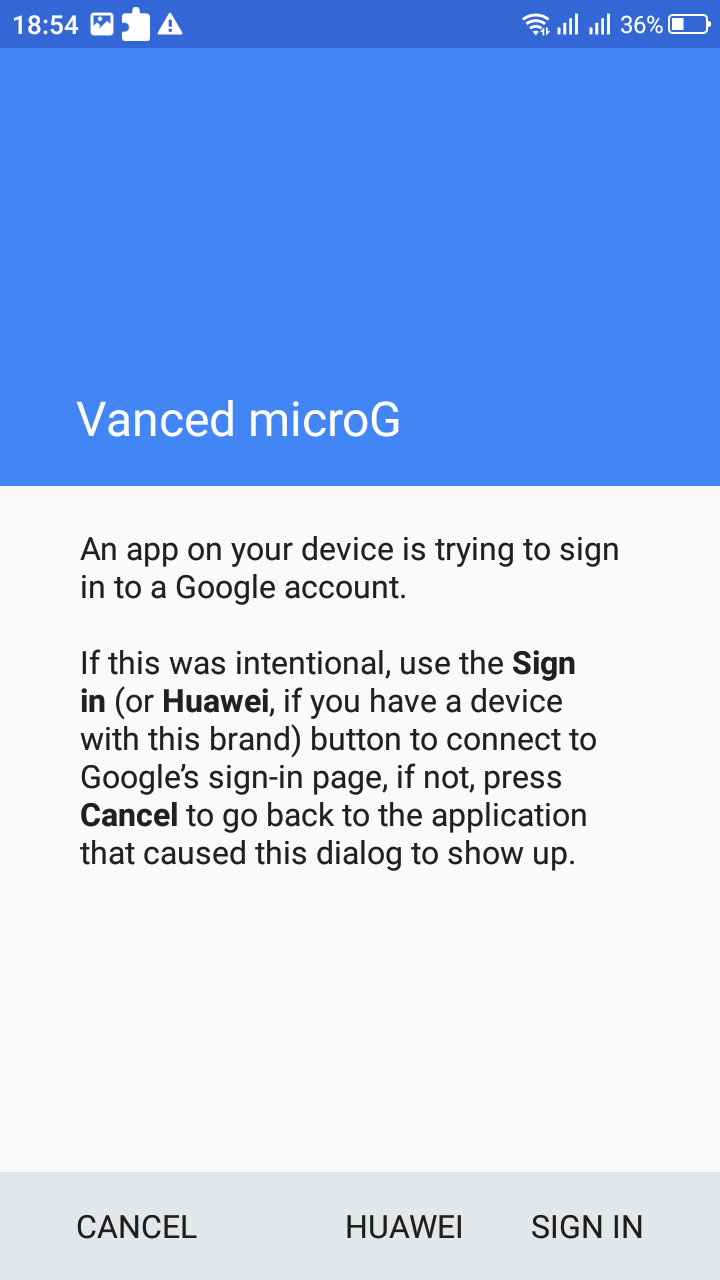 18:54 36%
Vanced microG
An app on your device is trying to sign
in to a Google account.
If this was intentional, use the Sign
in (or Huawei, if you have a device
with this brand) button to connect to
Google’s sign-in page, if not, press
Cancel to go back to the application
that caused this dialog to show up.
CANCEL HUAWEI SIGN IN